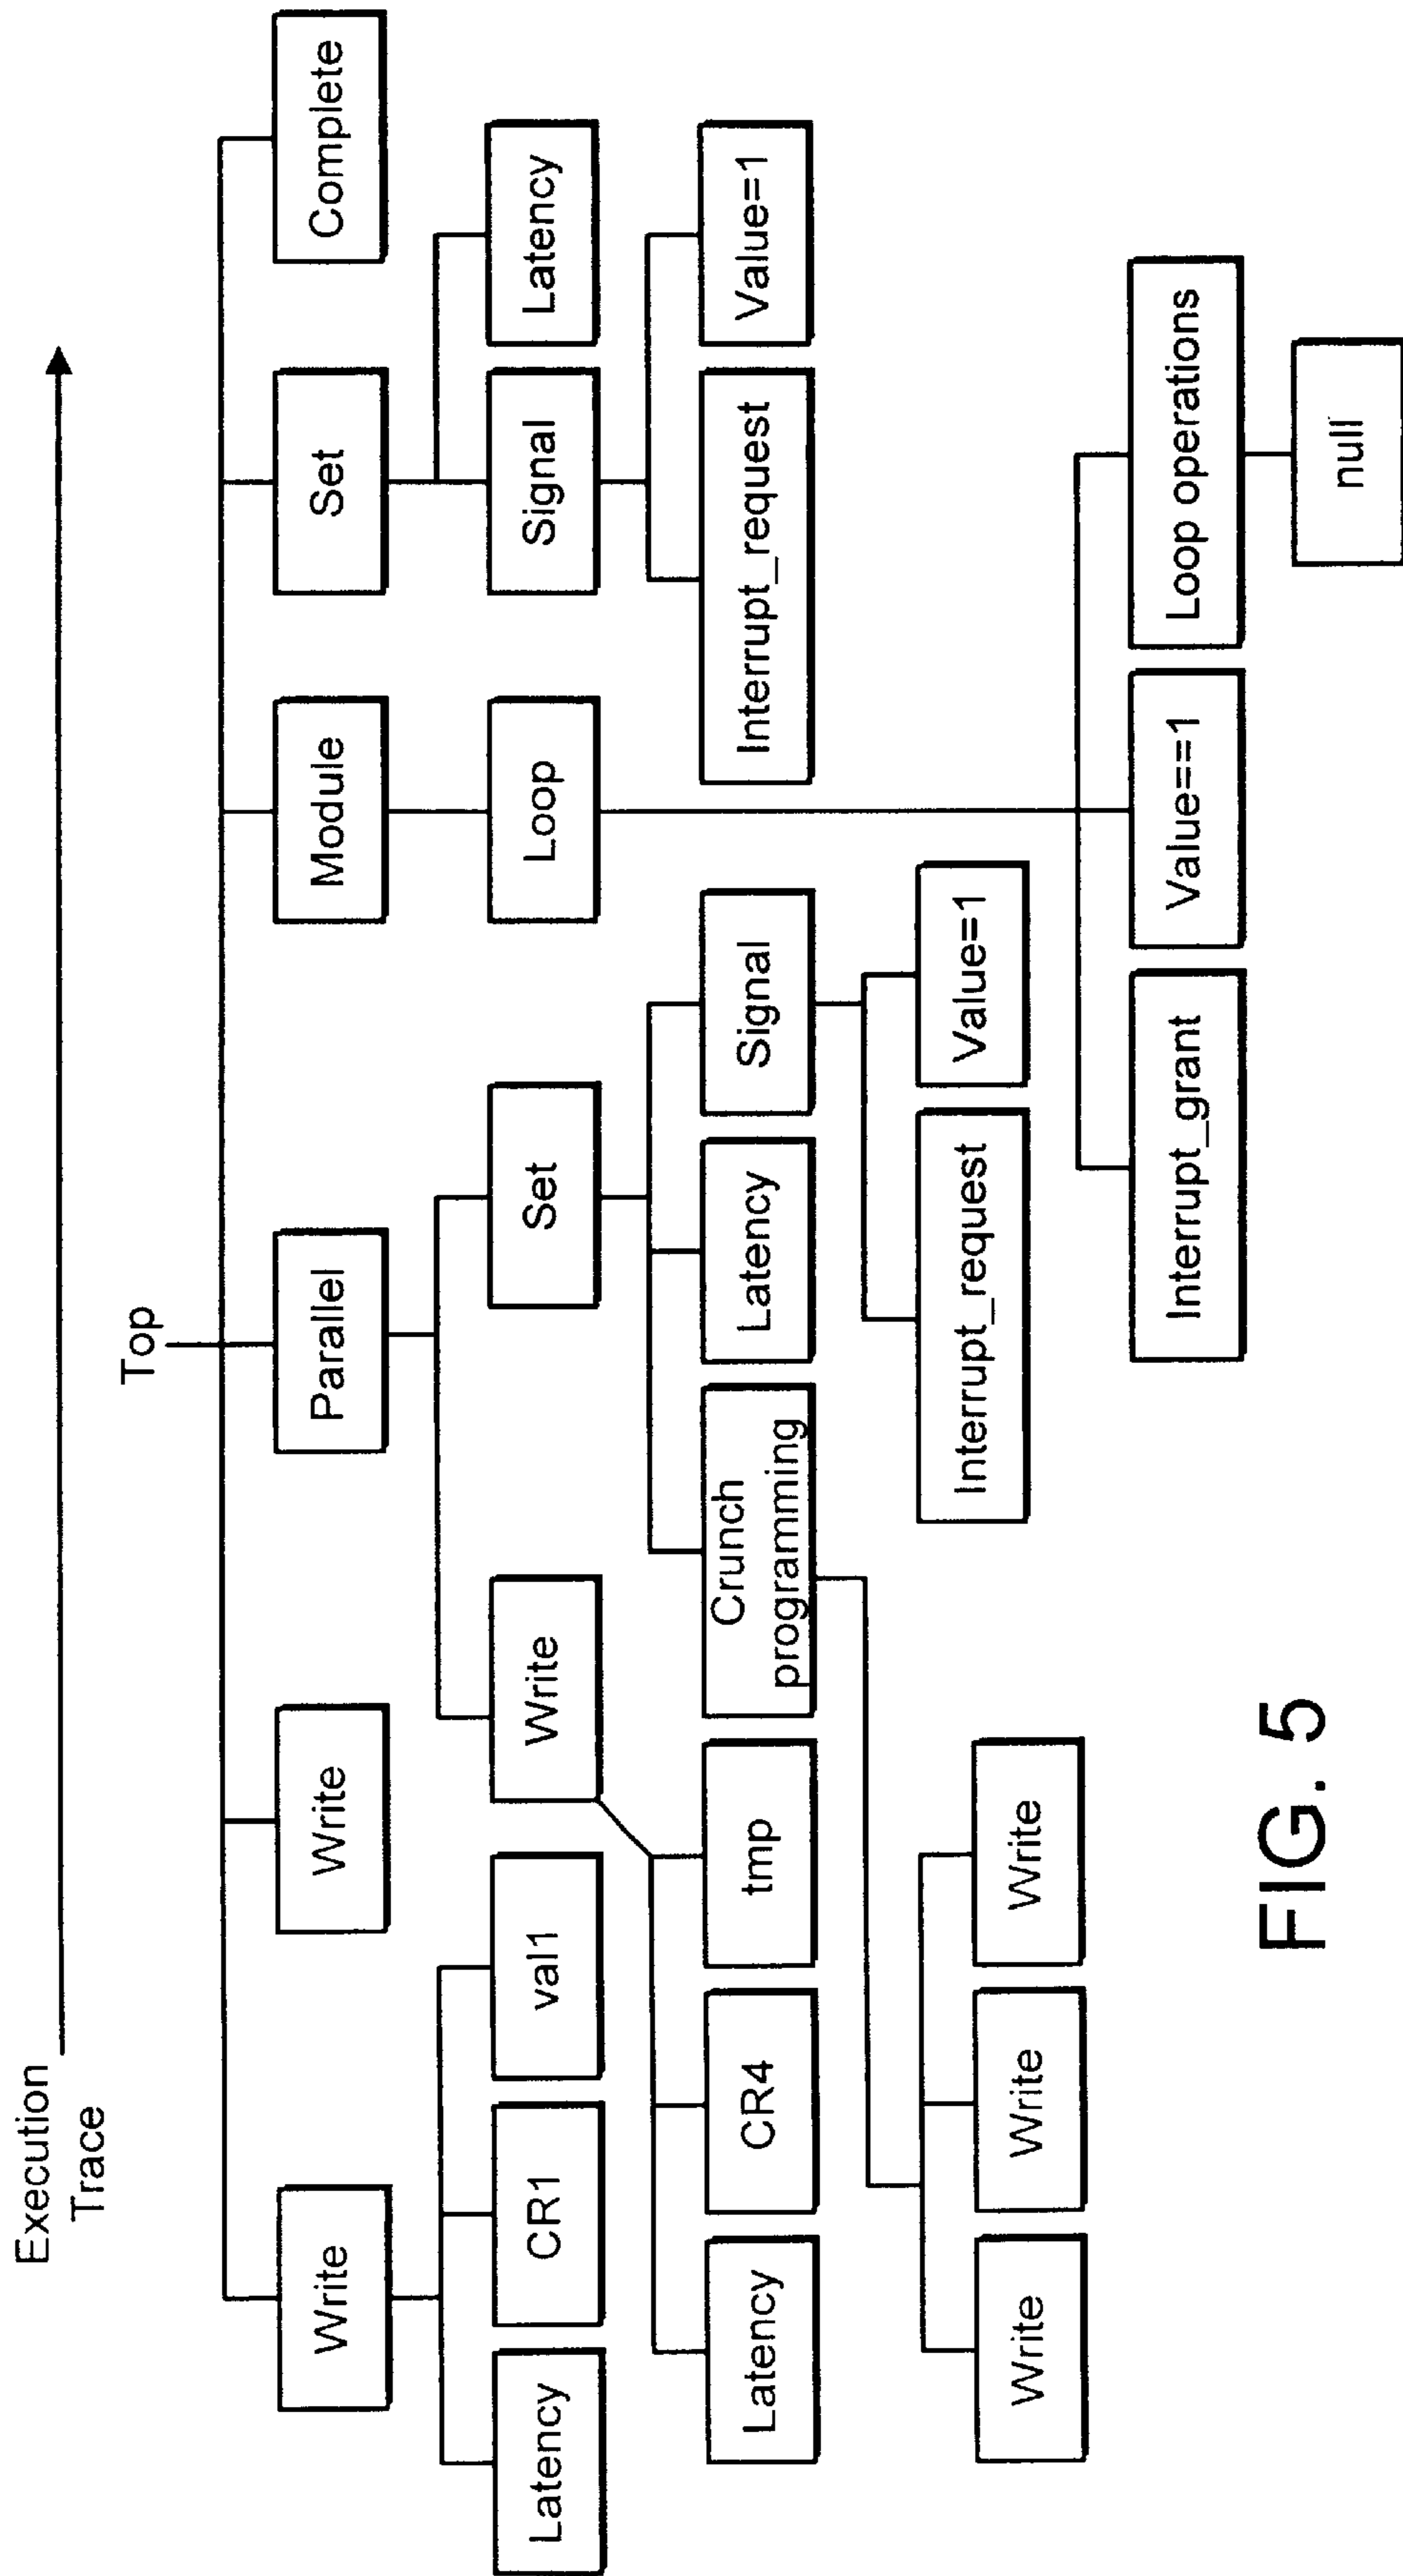 Execution
Trace
Top
Write
Write
Parallel
Module
Set
Complete
Latency
CR1
val1
Write
Set
Loop
Signal
Latency
Latency
CR4
tmp
Crunch
programming
Latency
Signal
Interrupt_request
Value=1
Write
Write
Write
Interrupt_request
Value=1
Interrupt_grant
Value==1
Loop operations
null
FIG. 5